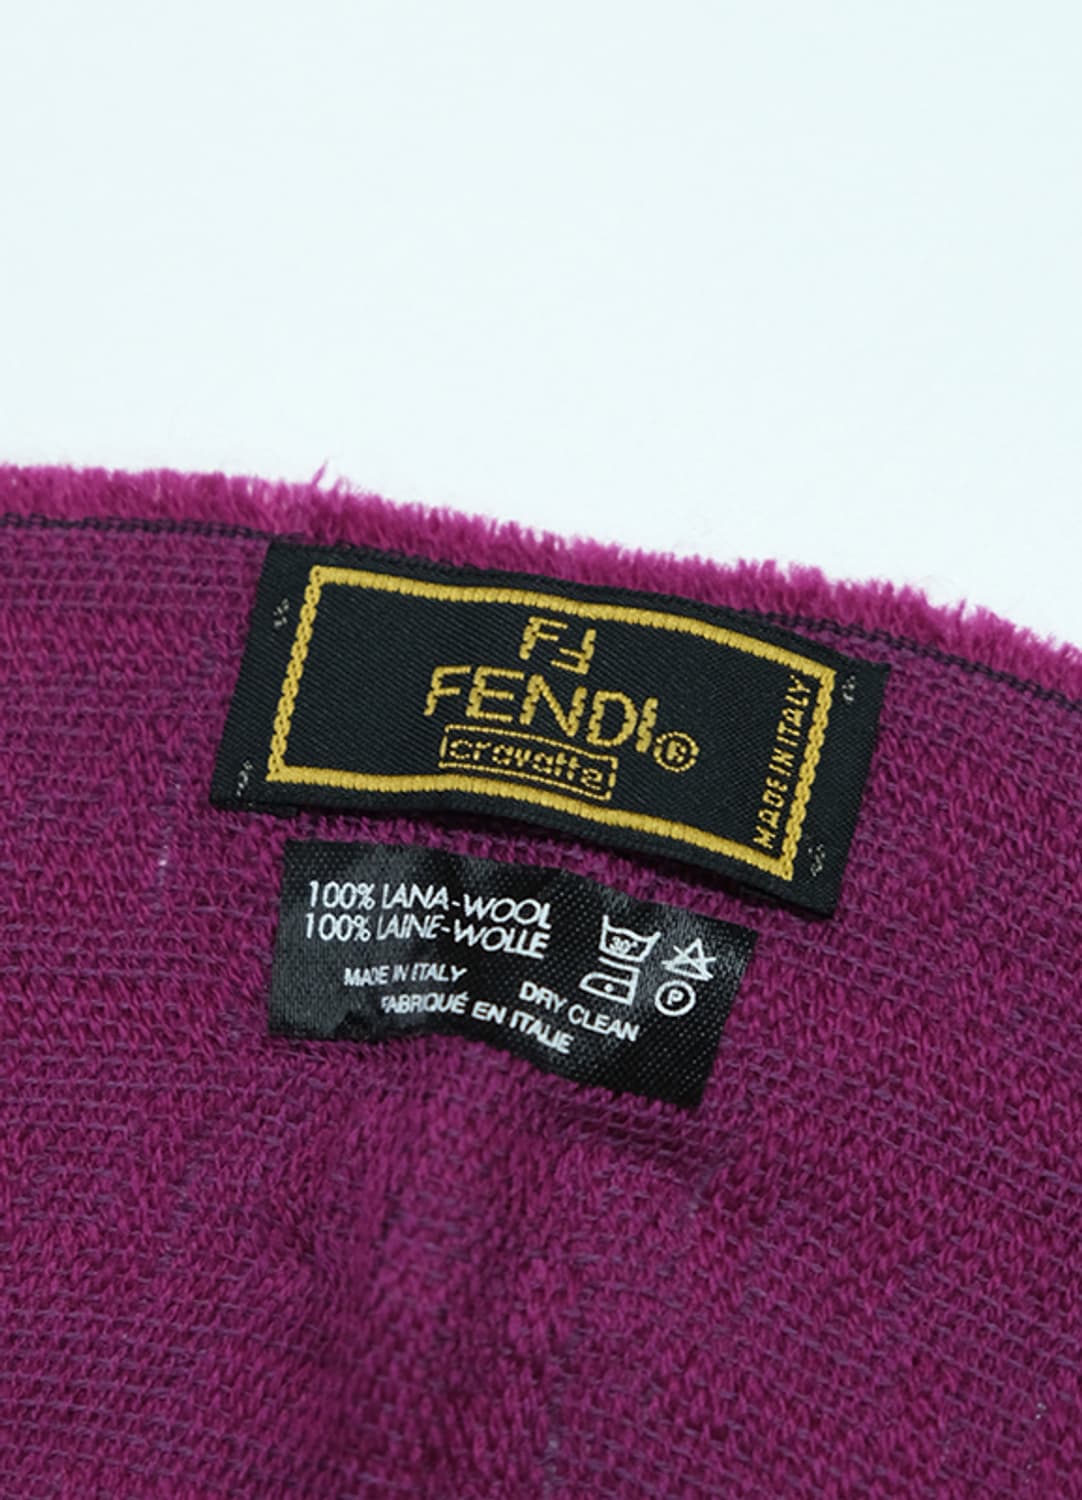 FF
FENDI®
cravatte
MADE IN ITALY
100% LANA-WOOL
100% LAINE-WOLLE
MADE IN ITALY
FABRIQUÉ EN ITALIE
30°
P
DRY CLEAN